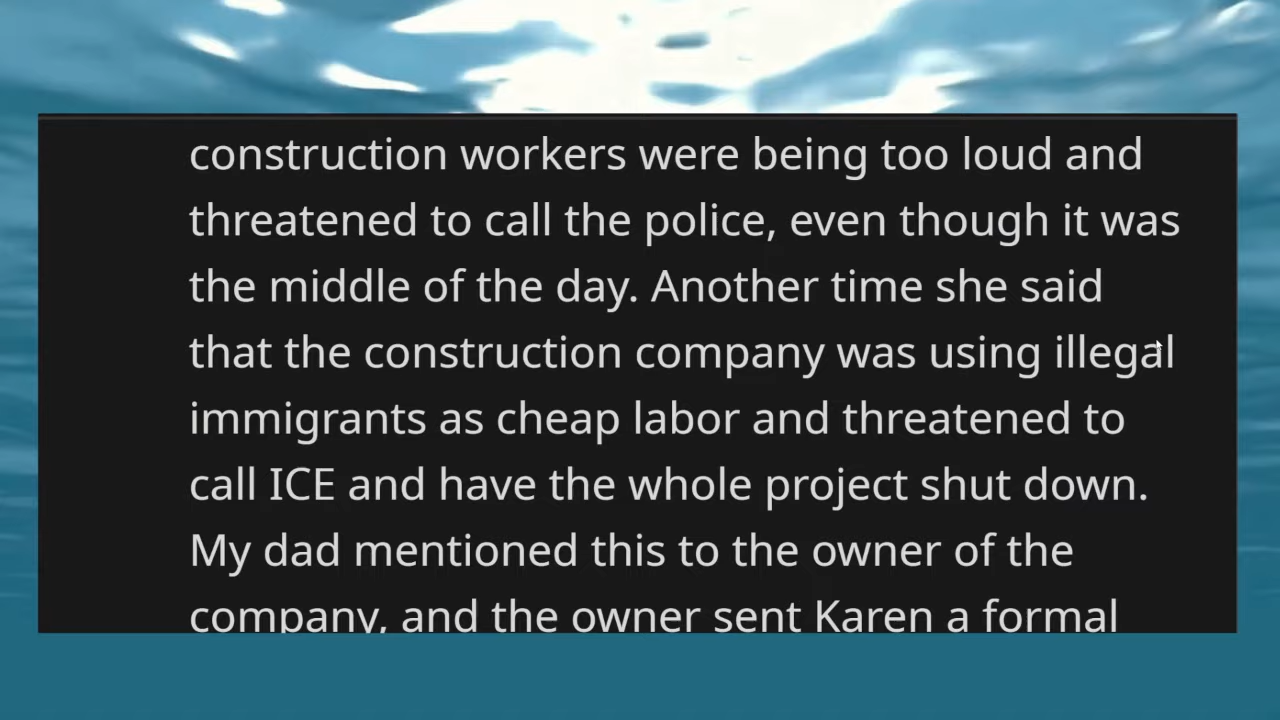 construction workers were being too loud and
threatened to call the police, even though it was
the middle of the day. Another time she said
that the construction company was using illegal
immigrants as cheap labor and threatened to
call ICE and have the whole project shut down.
My dad mentioned this to the owner of the
company, and the owner sent Karen a formal